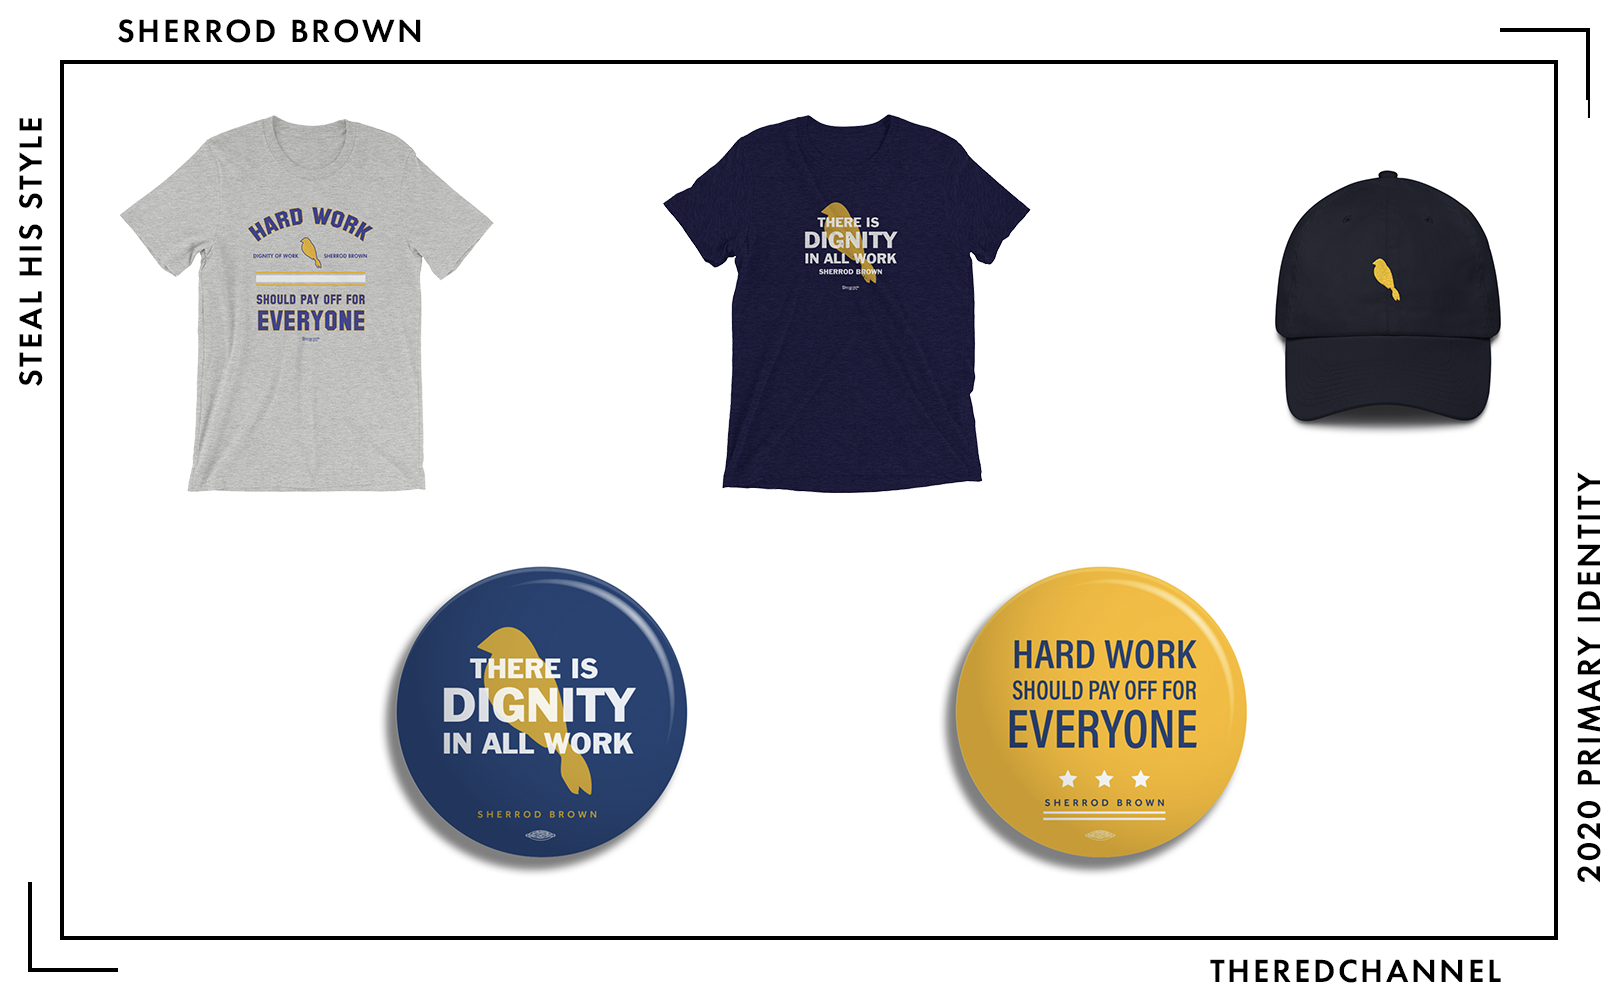 SHERROD BROWN
STEAL HIS STYLE
HARD WORK
DIGNITY OF WORK SHERROD BROWN
SHOULD PAY OFF FOR
EVERYONE
THERE IS
DIGNITY
IN ALL WORK
SHERROD BROWN
THERE IS
DIGNITY
IN ALL WORK
SHERROD BROWN
HARD WORK
SHOULD PAY OFF FOR
EVERYONE
SHERROD BROWN
2020 PRIMARY IDENTITY
THEREDCHANNEL